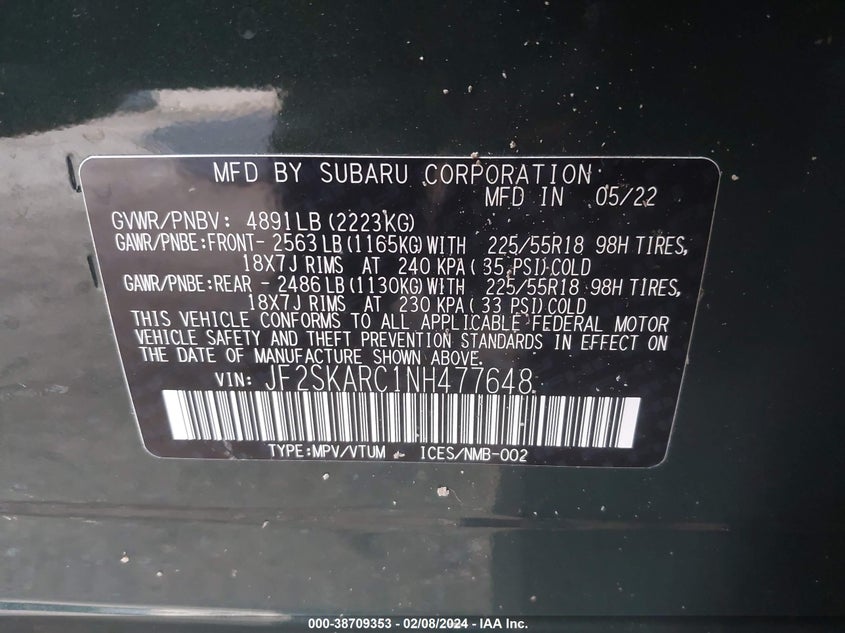 MFD BY SUBARU CORPORATION
MFD IN 05/22
GVWR/PNBV: 4891LB (2223KG)
GAWR/PNBE:FRONT- 2563LB(1165KG)WITH 225/55R18 98H TIRES,
18X7J RIMS AT 240 KPA( 35 PSI)COLD
GAWR/PNBE:REAR - 2486LB(1130KG)WITH 225/55R18 98H TIRES,
18X7J RIMS AT 230 KPA( 33 PSI)COLD
THIS VEHICLE CONFORMS TO ALL APPLICABLE FEDERAL MOTOR
VEHICLE SAFETY AND THEFT PREVENTION STANDARDS IN EFFECT ON
THE DATE OF MANUFACTURE SHOWN ABOVE.
VIN: JF2SKARC1NH477648
TYPE:MPV/VTUM ICES/NMB-002
000-38709353 - 02/08/2024 - IAA Inc.